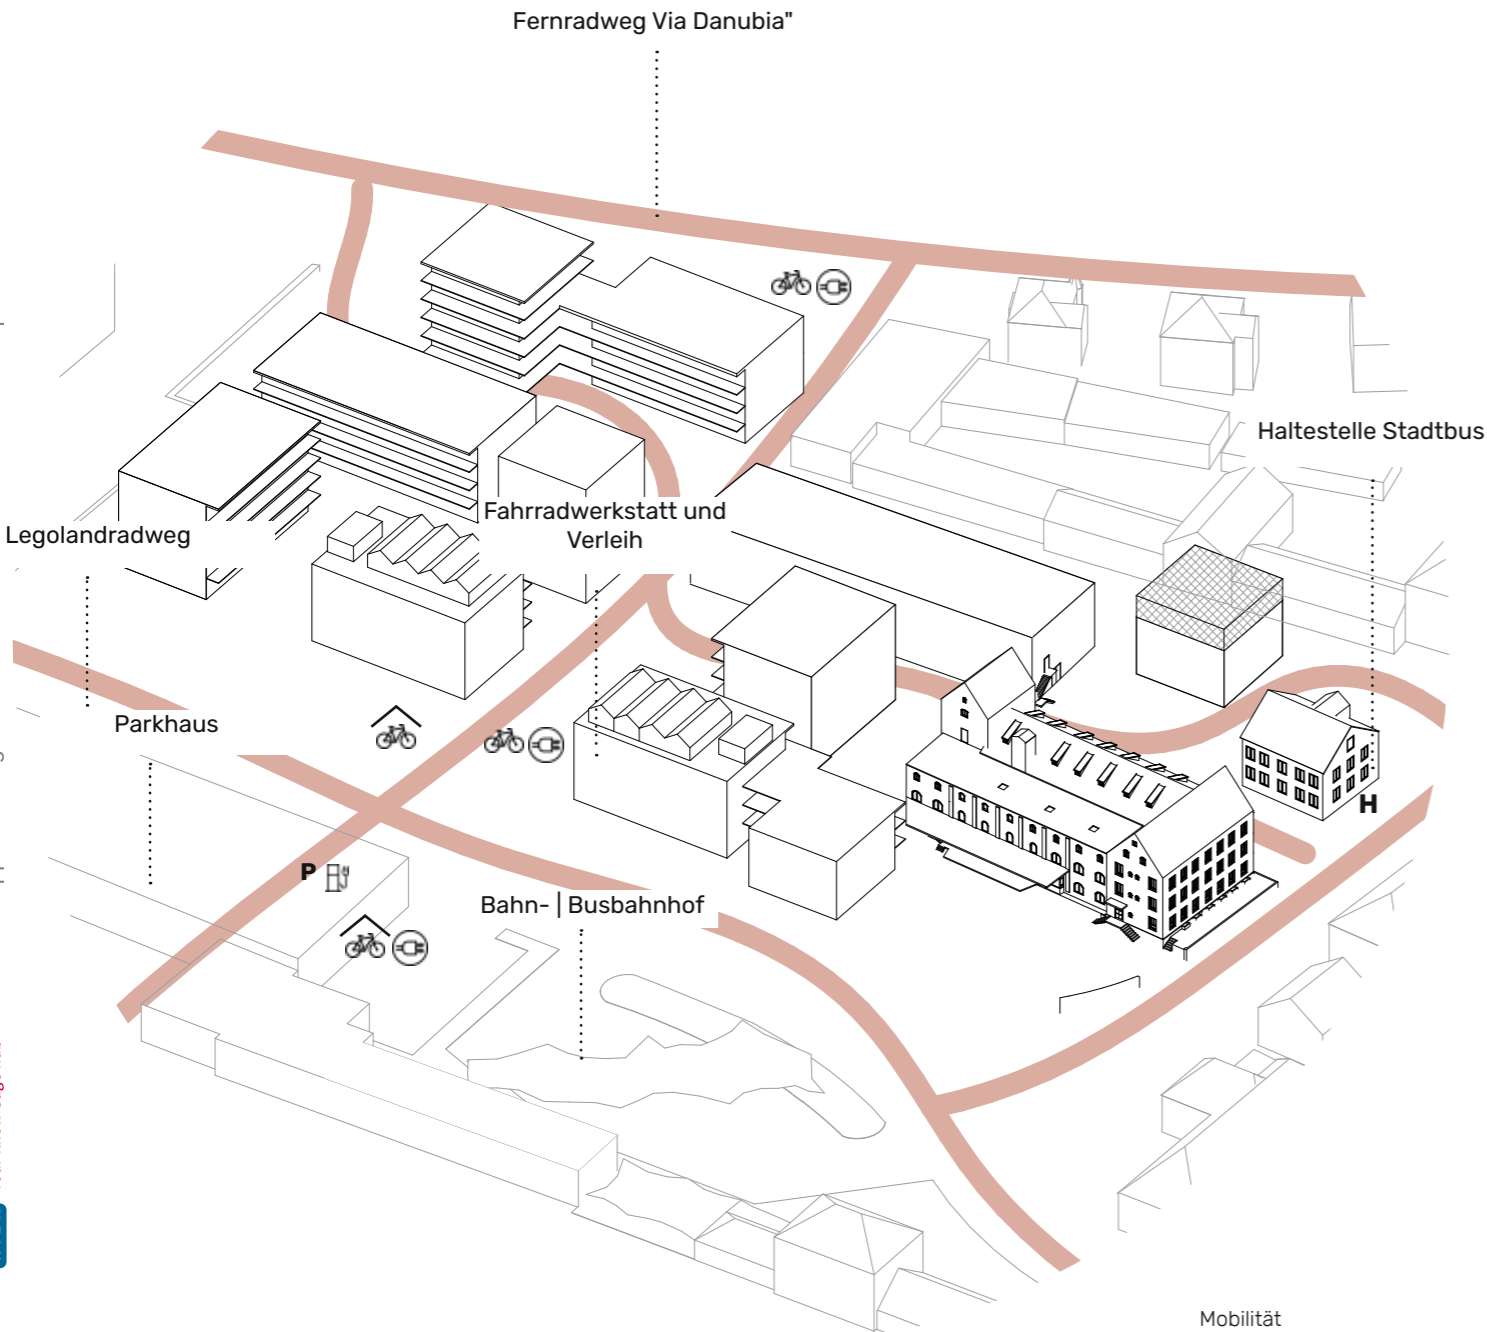 Fernradweg Via Danubia"
Haltestelle Stadtbus
Fahrradwerkstatt und
Verleih
Legolandradweg
Parkhaus
H
P
Bahn- | Busbahnhof
Mobilität